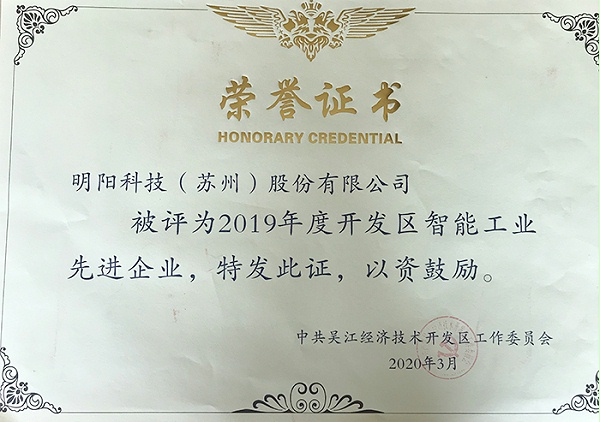 荣誉证书
HONORARY CREDENTIAL
明阳科技（苏州）股份有限公司
被评为2019年度开发区智能工业
先进企业，特发此证，以资鼓励。
中共吴江经济技术开发区工作委员会
2020年3月